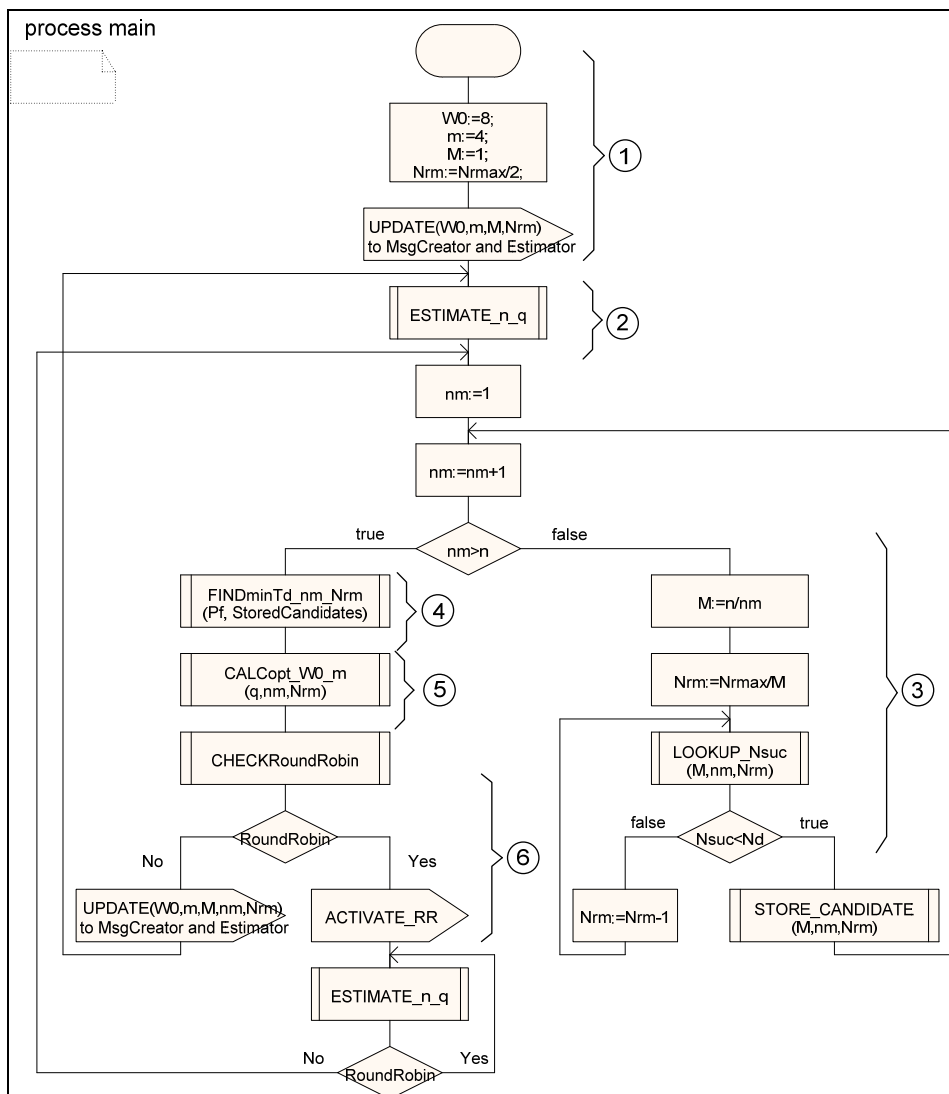 process main
W0:=8;
m:=4;
M:=1;
Nrm:=Nrmax/2;
1
UPDATE(W0,m,M,Nrm)
to MsgCreator and Estimator
ESTIMATE_n_q
2
nm:=1
nm:=nm+1
true
nm>n
false
FINDminTd_nm_Nrm
(Pf, StoredCandidates)
4
M:=n/nm
CALCopt_W0_m
(q,nm,Nrm)
5
Nrm:=Nrmax/M
3
CHECKRoundRobin
LOOKUP_Nsuc
(M,nm,Nrm)
RoundRobin
No
Yes
6
false
Nsuc<Nd
true
UPDATE(W0,m,M,nm,Nrm)
to MsgCreator and Estimator
ACTIVATE_RR
Nrm:=Nrm-1
STORE_CANDIDATE
(M,nm,Nrm)
ESTIMATE_n_q
No
RoundRobin
Yes